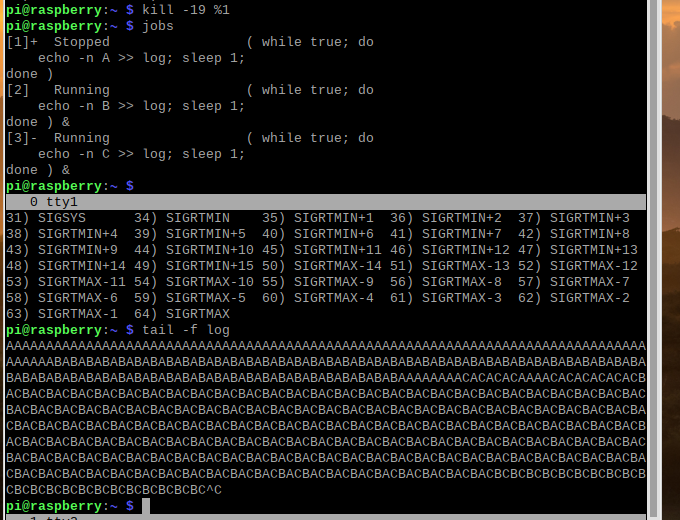 pi@raspberry:~ $ kill -19 %1
pi@raspberry:~ $ jobs
[1]+  Stopped                 ( while true; do
    echo -n A >> log; sleep 1;
done )
[2]   Running                 ( while true; do
    echo -n B >> log; sleep 1;
done ) &
[3]-  Running                 ( while true; do
    echo -n C >> log; sleep 1;
done ) &
pi@raspberry:~ $
   0 tty1
31) SIGSYS      34) SIGRTMIN    35) SIGRTMIN+1  36) SIGRTMIN+2  37) SIGRTMIN+3
38) SIGRTMIN+4  39) SIGRTMIN+5  40) SIGRTMIN+6  41) SIGRTMIN+7  42) SIGRTMIN+8
43) SIGRTMIN+9  44) SIGRTMIN+10 45) SIGRTMIN+11 46) SIGRTMIN+12 47) SIGRTMIN+13
48) SIGRTMIN+14 49) SIGRTMIN+15 50) SIGRTMAX-14 51) SIGRTMAX-13 52) SIGRTMAX-12
53) SIGRTMAX-11 54) SIGRTMAX-10 55) SIGRTMAX-9  56) SIGRTMAX-8  57) SIGRTMAX-7
58) SIGRTMAX-6  59) SIGRTMAX-5  60) SIGRTMAX-4  61) SIGRTMAX-3  62) SIGRTMAX-2
63) SIGRTMAX-1  64) SIGRTMAX
pi@raspberry:~ $ tail -f log
AAAAAAAAAAAAAAAAAAAAAAAAAAAAAAAAAAAAAAAAAAAAAAAAAAAAAAAAAAAAAAAAAAAAAAAAAAAAAAAA
AAAAAABABABABABABABABABABABABABABABABABABABABABABABABABABABABABABABABABABABABABA
BABABABABABABABABABABABABABABABABABABABABABABABABAAAAAAAACACACACAAAACACACACACACB
ACBACBACBACBACBACBACBACBACBACBACBACBACBACBACBACBACBACBACBACBACBACBACBACBACBACBAC
BACBACBACBACBACBACBACBACBACBACBACBACBACBACBACBACBACBACBACBACBACBACBACBACBACBACBA
CBACBACBACBACBACBACBACBACBACBACBACBACBACBACBACBACBACBACBACBACBACBACBACBACBACBACB
ACBACBACBACBACBACBACBACBACBACBACBACBACBACBACBACBACBACBACBACBACBACBACBACBACBACBAC
BACBACBACBACBACBACBACBACBACBACBACBACBACBACBACBACBACBACBACBACBACBACBACBACBACBACBA
CBACBACBACBACBACBACBACBACBACBACBACBACBACBACBACBACBACBACBACBACBCBCBCBCBCBCBCBCBCB
CBCBCBCBCBCBCBCBCBCBCBCBC^C
pi@raspberry:~ $